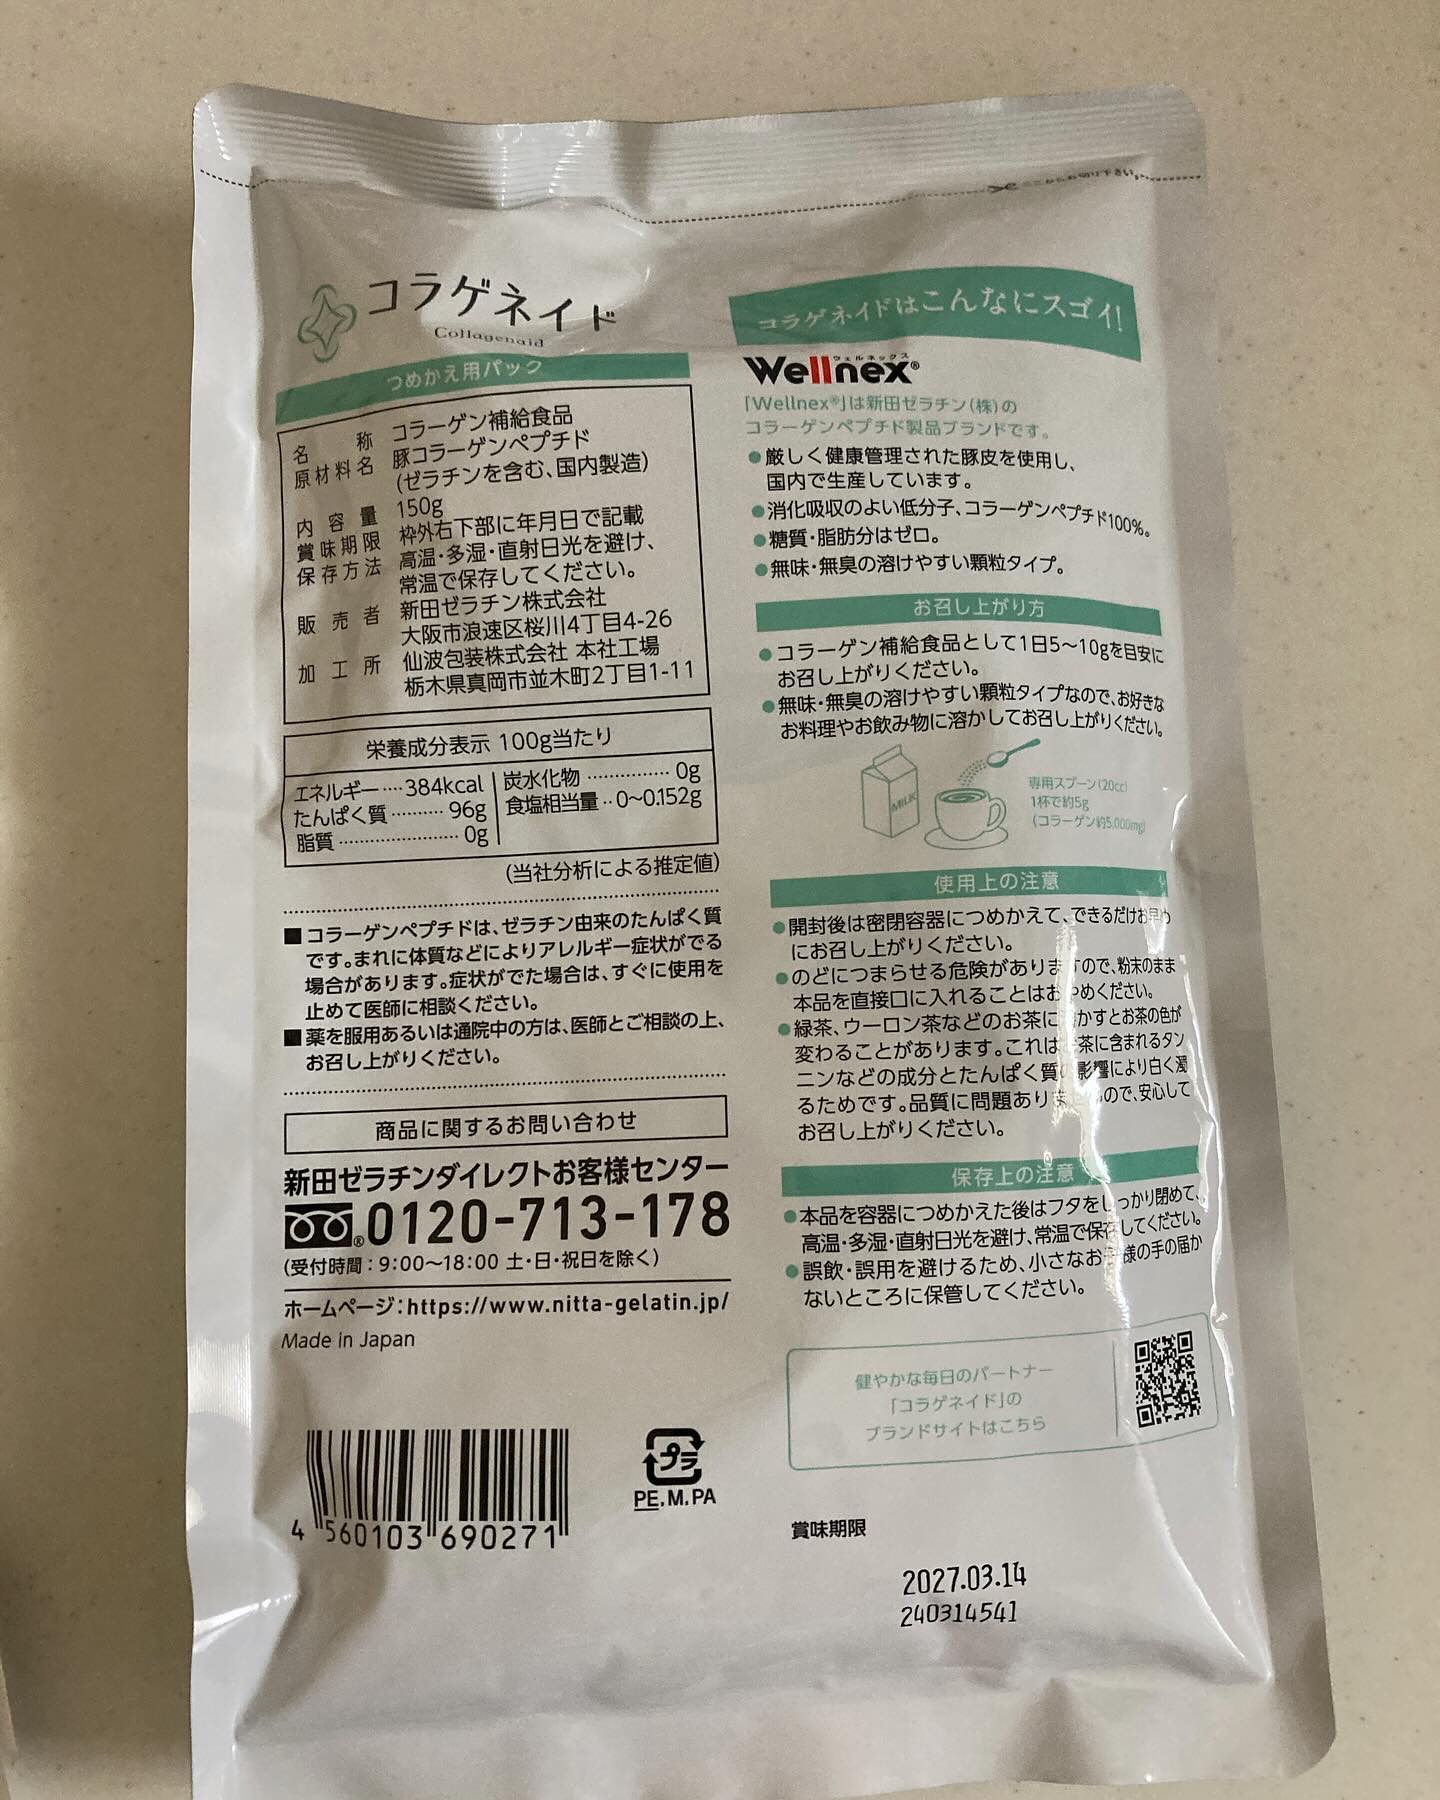 コラゲネイド
Collagenaid
つめかえ用パック
名称 コラーゲン補給食品
原材料名 豚コラーゲンペプチド
(ゼラチンを含む、国内製造)
内容量 150g
賞味期限 枠外右下部に年月日で記載
保存方法 高温・多湿・直射日光を避け、
常温で保存してください。
販売者 新田ゼラチン株式会社
大阪市浪速区桜川4丁目4-26
加工所 仙波包装株式会社 本社工場
栃木県真岡市並木町2丁目1-11
栄養成分表示 100g当たり
エネルギー····384kcal
たんぱく質·········· 96g
脂質······················ 0g
炭水化物··············· 0g
食塩相当量··0~0.152g
(当社分析による推定値)
■コラーゲンペプチドは、ゼラチン由来のたんぱく質
です。まれに体質などによりアレルギー症状がでる
場合があります。症状がでた場合は、すぐに使用を
止めて医師に相談ください。
■薬を服用あるいは通院中の方は、医師とご相談の上、
お召し上がりください。
商品に関するお問い合わせ
新田ゼラチンダイレクトお客様センター
®0120-713-178
(受付時間:9:00~18:00 土・日・祝日を除く)
ホームページ:https://www.nitta-gelatin.jp/
Made in Japan
4 560103 690271
プラ
PE,M,PA
コラゲネイドはこんなにスゴイ!
ウェルネックス
Wellnex®
「Wellnex®」は新田ゼラチン(株)の
コラーゲンペプチド製品ブランドです。
●厳しく健康管理された豚皮を使用し、
国内で生産しています。
●消化吸収のよい低分子、コラーゲンペプチド100%。
●糖質・脂肪分はゼロ。
●無味・無臭の溶けやすい顆粒タイプ。
お召し上がり方
●コラーゲン補給食品として1日5~10gを目安に
お召し上がりください。
●無味・無臭の溶けやすい顆粒タイプなので、お好きな
お料理やお飲み物に溶かしてお召し上がりください。
MILK
専用スプーン(20cc)
1杯で約5g
(コラーゲン約5,000mg)
使用上の注意
●開封後は密閉容器につめかえて、できるだけお早め
にお召し上がりください。
●のどにつまらせる危険がありますので、粉末のまま
本品を直接口に入れることはおやめください。
●緑茶、ウーロン茶などのお茶に溶かすとお茶の色が
変わることがあります。これはお茶に含まれるタン
ニンなどの成分とたんぱく質の影響により白く濁
るためです。品質に問題ありませんので、安心して
お召し上がりください。
保存上の注意
●本品を容器につめかえた後はフタをしっかり閉めて、
高温・多湿・直射日光を避け、常温で保存してください。
●誤飲・誤用を避けるため、小さなお子様の手の届か
ないところに保管してください。
健やかな毎日のパートナー
「コラゲネイド」の
ブランドサイトはこちら
賞味期限
2027.03.14
240314541